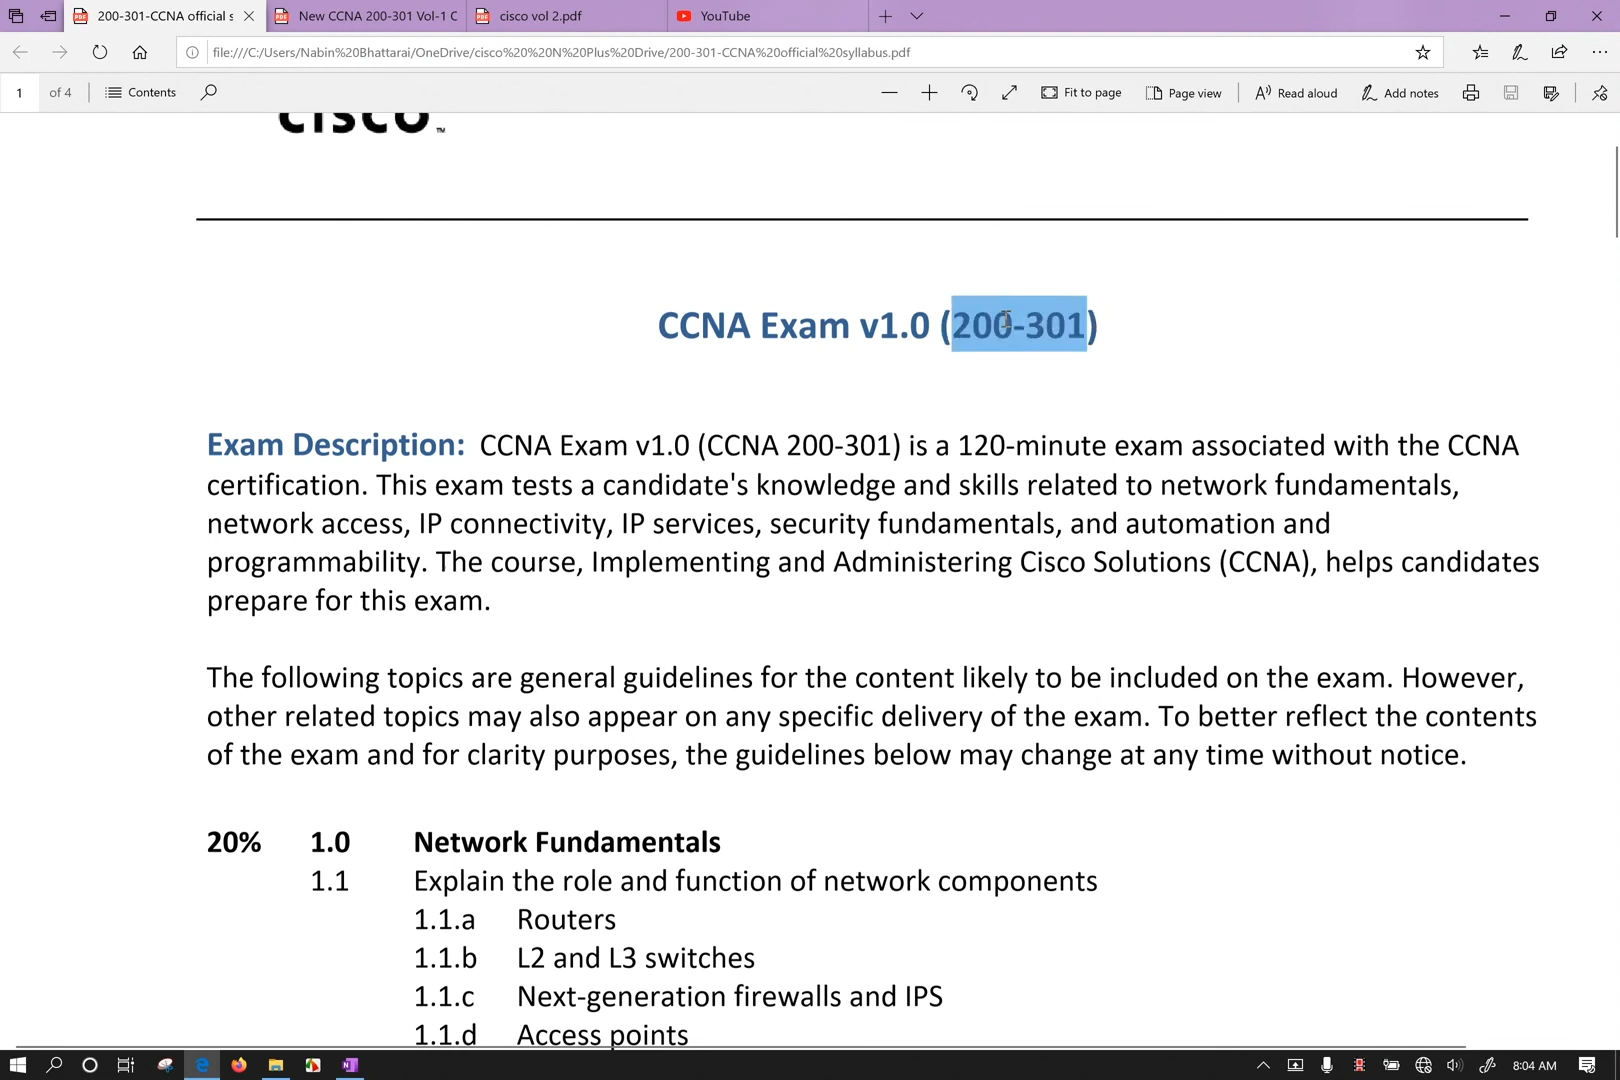 200-301-CCNA official s
New CCNA 200-301 Vol-1 C
cisco vol 2.pdf
YouTube
file:///C:/Users/Nabin%20Bhattarai/OneDrive/cisco%20%20N%20Plus%20Drive/200-301-CCNA%20official%20syllabus.pdf
1 of 4 Contents Fit to page Page view Read aloud Add notes
cisco™
CCNA Exam v1.0 (200-301)
Exam Description: CCNA Exam v1.0 (CCNA 200-301) is a 120-minute exam associated with the CCNA
certification. This exam tests a candidate's knowledge and skills related to network fundamentals,
network access, IP connectivity, IP services, security fundamentals, and automation and
programmability. The course, Implementing and Administering Cisco Solutions (CCNA), helps candidates
prepare for this exam.
The following topics are general guidelines for the content likely to be included on the exam. However,
other related topics may also appear on any specific delivery of the exam. To better reflect the contents
of the exam and for clarity purposes, the guidelines below may change at any time without notice.
20% 1.0 Network Fundamentals
1.1 Explain the role and function of network components
1.1.a Routers
1.1.b L2 and L3 switches
1.1.c Next-generation firewalls and IPS
1.1.d Access points
8:04 AM